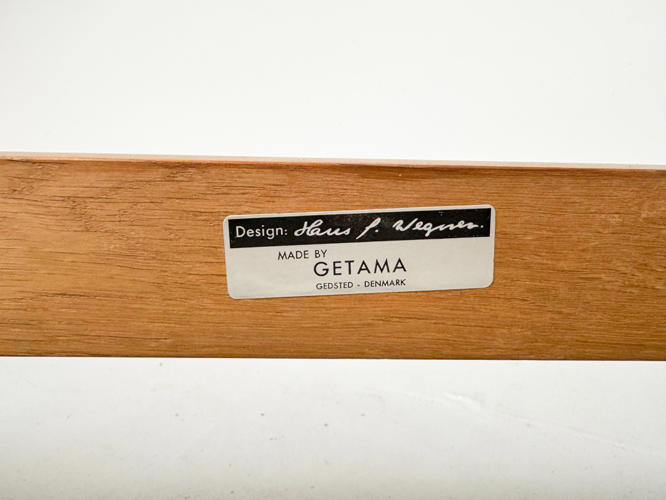 Design: Hans J. Wegner.
MADE BY
GETAMA
GEDSTED - DENMARK